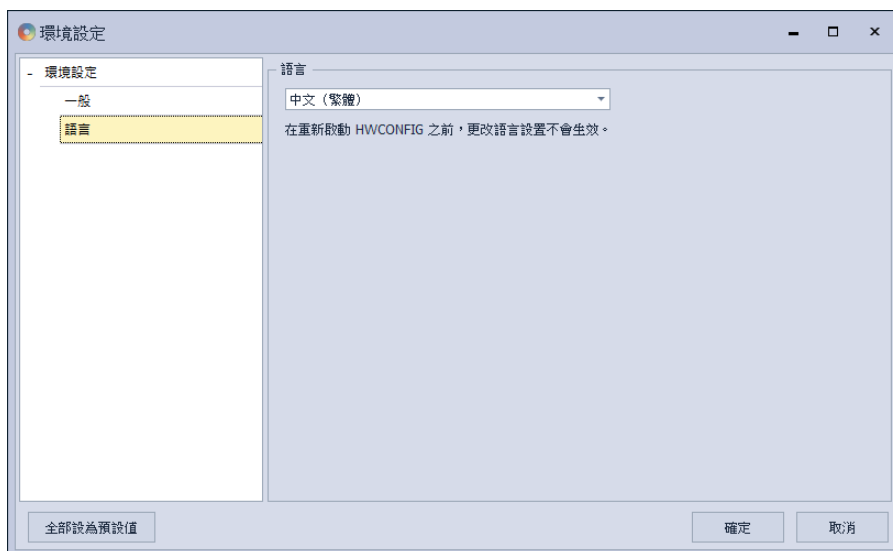 環境設定
- 環境設定
一般
語言
語言
中文（繁體）
在重新啟動 HWCONFIG 之前，更改語言設置不會生效。
全部設為預設值
確定
取消